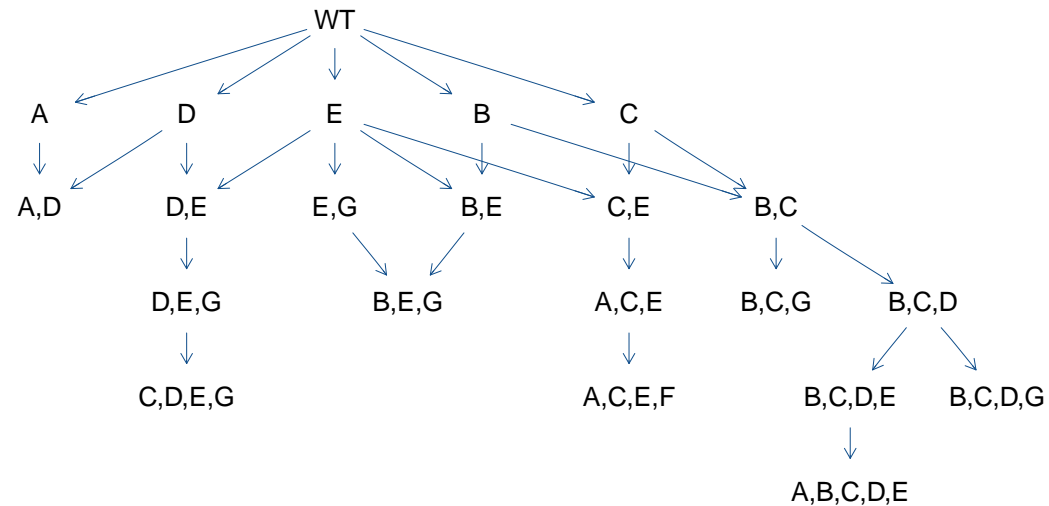 WT
A D E B C
A,D D,E E,G B,E C,E B,C
D,E,G B,E,G A,C,E B,C,G B,C,D
C,D,E,G A,C,E,F B,C,D,E B,C,D,G
A,B,C,D,E